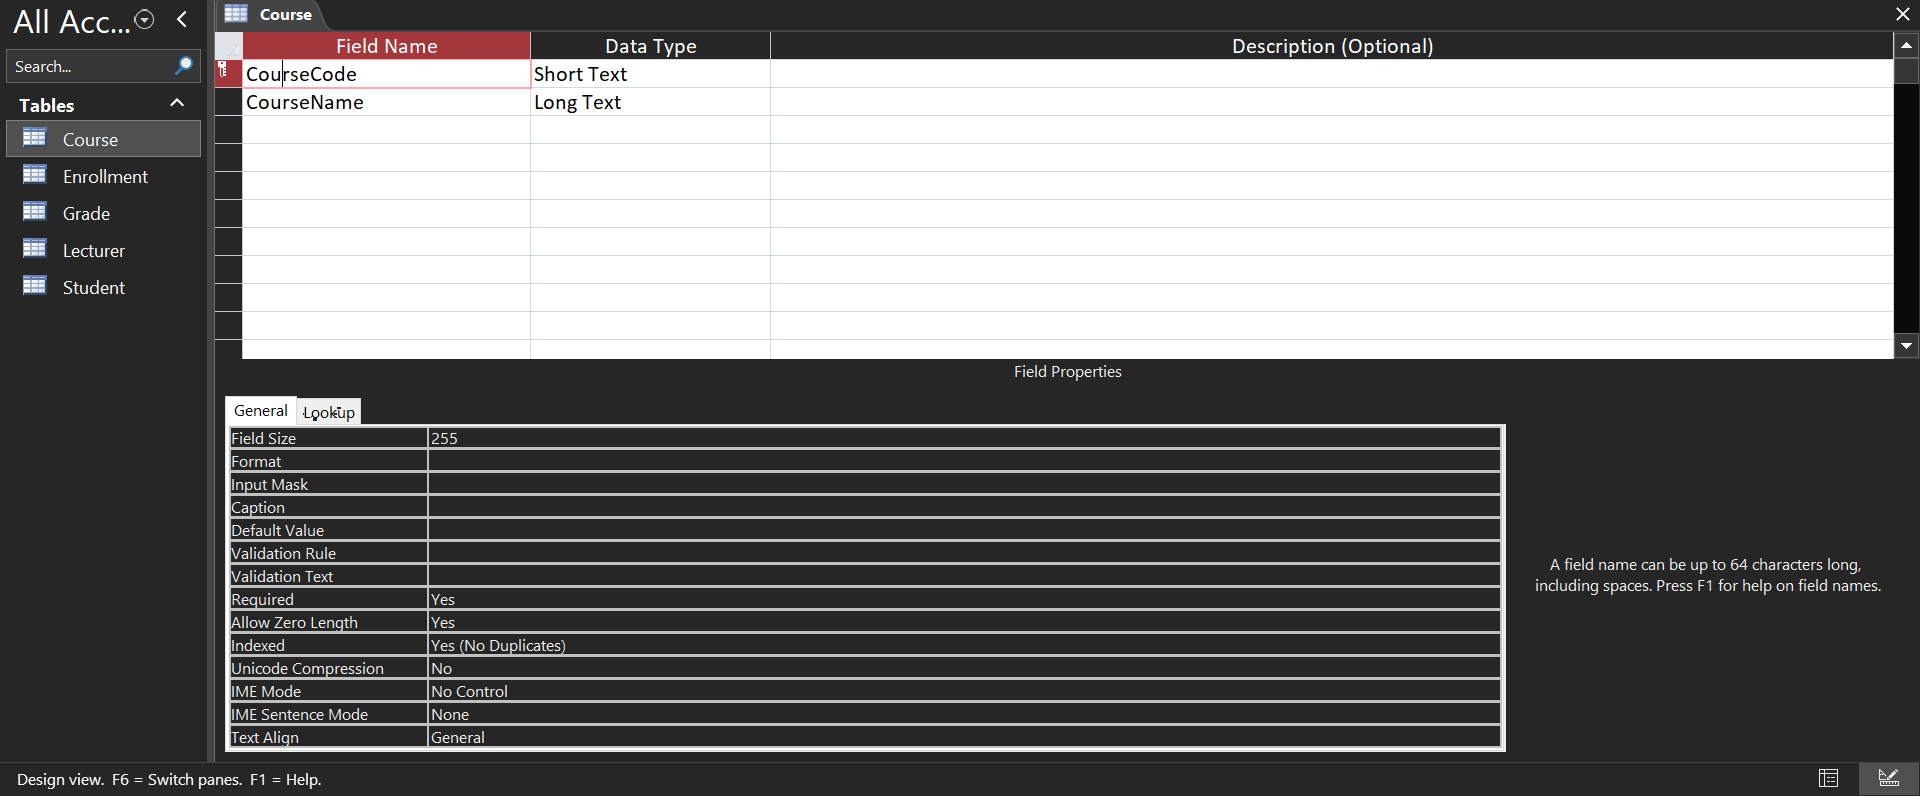 All Acc...
Search...
Tables
Course
Enrollment
Grade
Lecturer
Student
Course
Field Name Data Type Description (Optional)
CourseCode Short Text
CourseName Long Text
Field Properties
General Lookup
Field Size 255
Format
Input Mask
Caption
Default Value
Validation Rule
Validation Text
Required Yes
Allow Zero Length Yes
Indexed Yes (No Duplicates)
Unicode Compression No
IME Mode No Control
IME Sentence Mode None
Text Align General
A field name can be up to 64 characters long,
including spaces. Press F1 for help on field names.
Design view. F6 = Switch panes. F1 = Help.